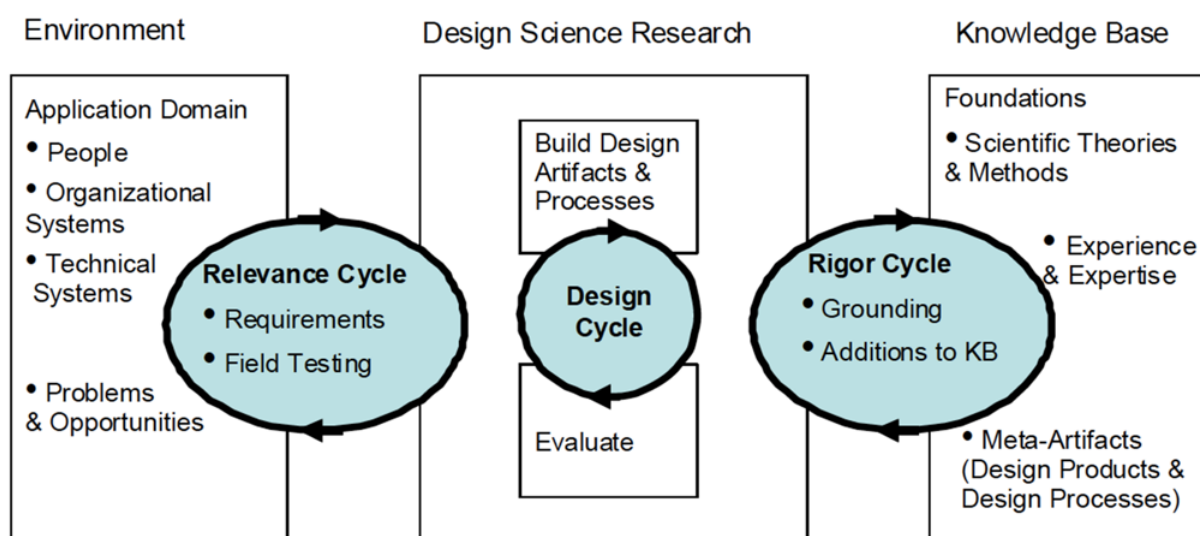 Environment
Design Science Research
Knowledge Base
Application Domain
• People
• Organizational
Systems
• Technical
Systems
• Problems
& Opportunities
Relevance Cycle
• Requirements
• Field Testing
Build Design
Artifacts &
Processes
Design
Cycle
Evaluate
Rigor Cycle
• Grounding
• Additions to KB
Foundations
• Scientific Theories
& Methods
• Experience
& Expertise
• Meta-Artifacts
(Design Products &
Design Processes)